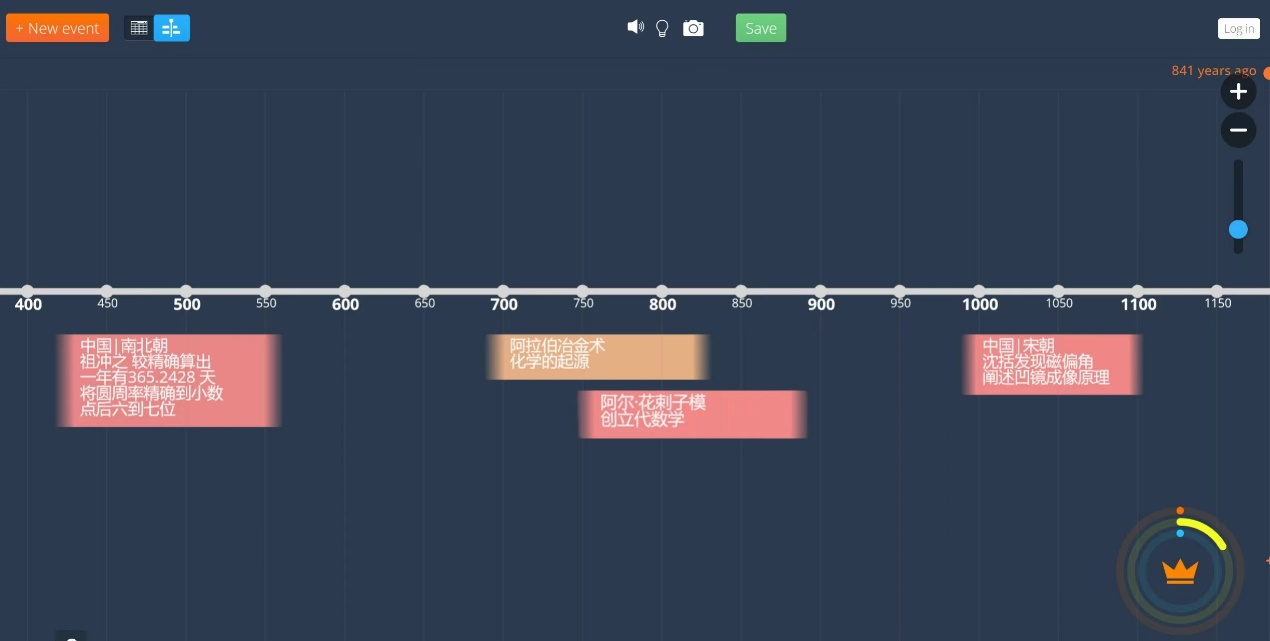 + New event
Save
Log in
841 years ago
400 450 500 550 600 650 700 750 800 850 900 950 1000 1050 1100 1150
中国|南北朝
祖冲之 较精确算出
一年有365.2428 天
将圆周率精确到小数
点后六到七位
阿拉伯冶金术
化学的起源
阿尔·花剌子模
创立代数学
中国|宋朝
沈括发现磁偏角
阐述凹镜成像原理